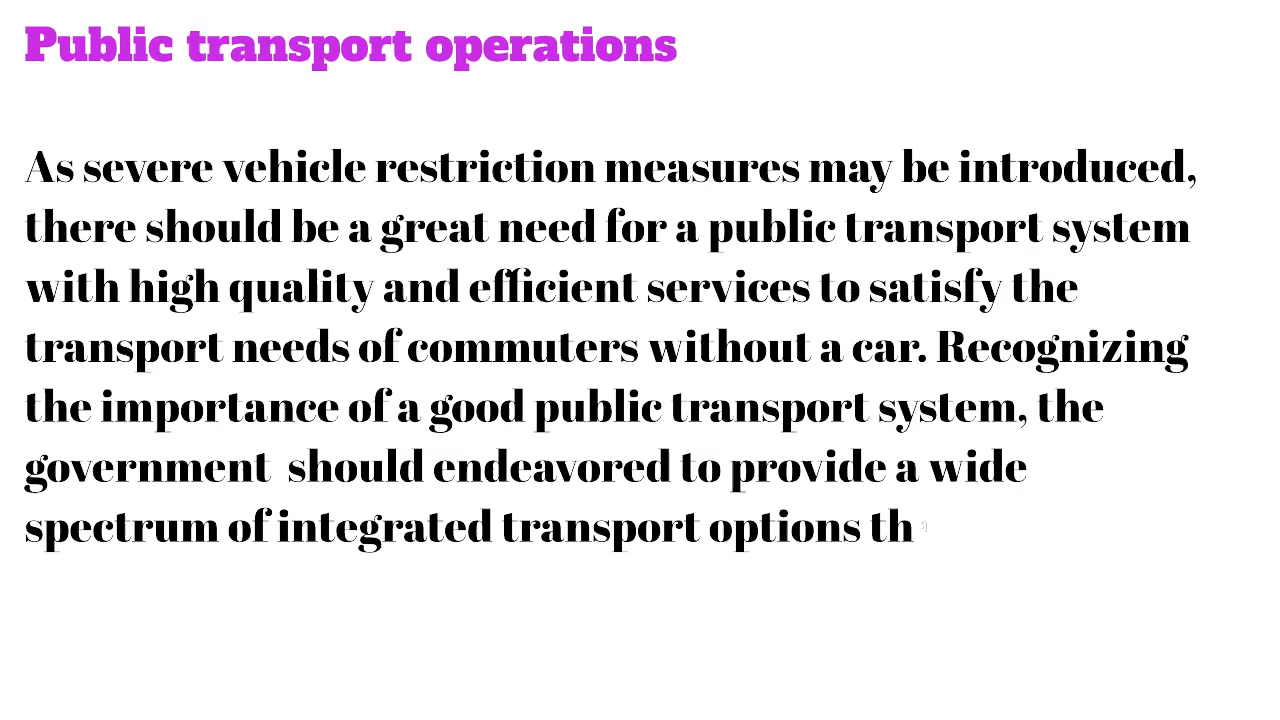 Public transport operations
As severe vehicle restriction measures may be introduced,
there should be a great need for a public transport system
with high quality and efficient services to satisfy the
transport needs of commuters without a car. Recognizing
the importance of a good public transport system, the
government  should endeavored to provide a wide
spectrum of integrated transport options th